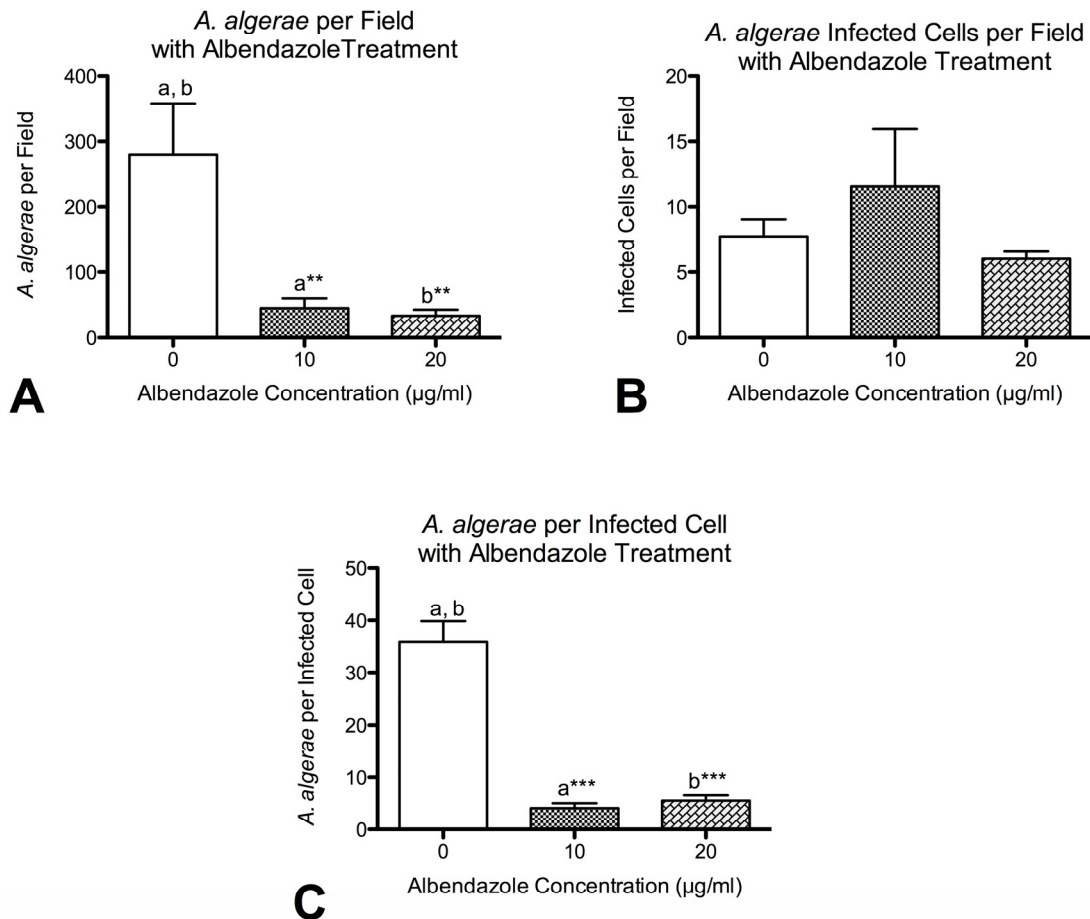 A. algerae per Field
with AlbendazoleTreatment
A. algerae per Field
400
300
200
100
0
a, b
a**
b**
0 10 20
Albendazole Concentration (µg/ml)
A
A. algerae Infected Cells per Field
with Albendazole Treatment
Infected Cells per Field
20
15
10
5
0
0 10 20
Albendazole Concentration (µg/ml)
B
A. algerae per Infected Cell
with Albendazole Treatment
A. algerae per Infected Cell
50
40
30
20
10
0
a, b
a***
b***
0 10 20
Albendazole Concentration (µg/ml)
C